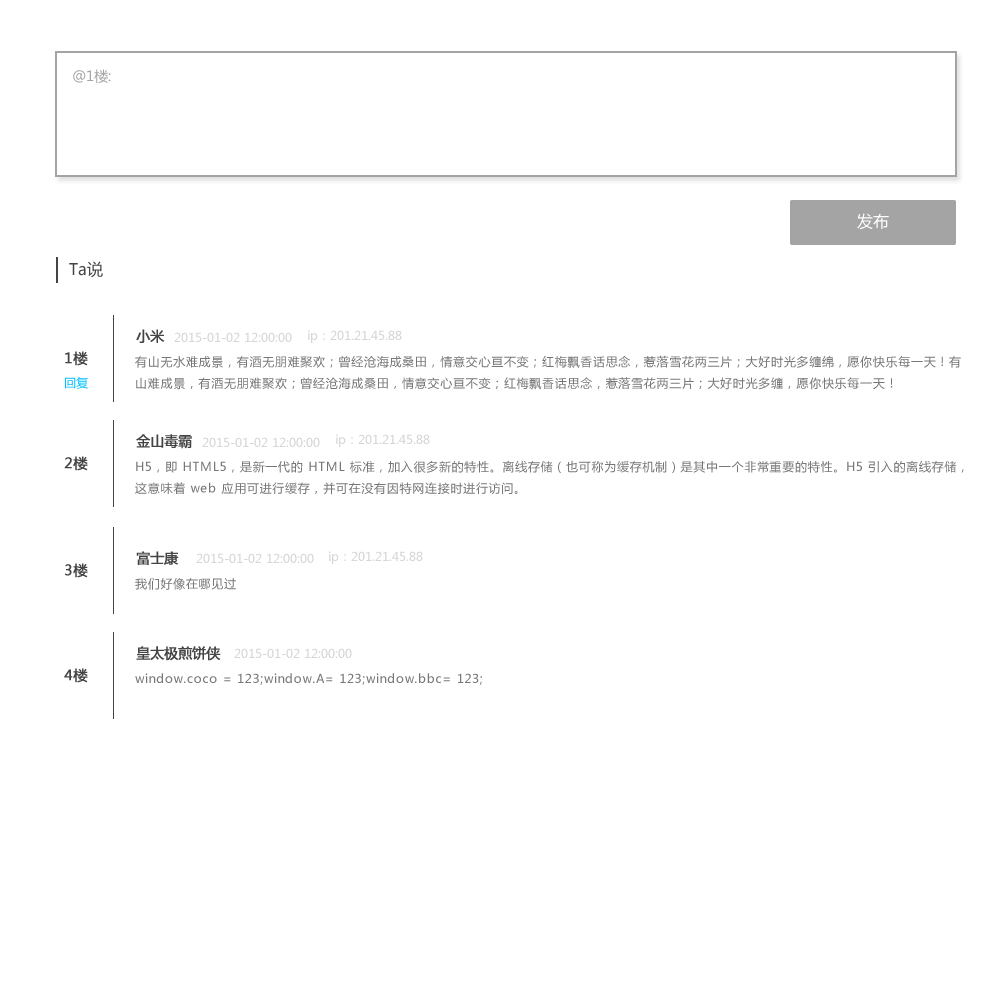 @1楼:
发布
Ta说
小米 2015-01-02 12:00:00 ip：201.21.45.88
1楼
回复
有山无水难成景，有酒无朋难聚欢；曾经沧海成桑田，情意交心亘不变；红梅飘香话思念，惹落雪花两三片；大好时光多缠绵，愿你快乐每一天！有
山难成景，有酒无朋难聚欢；曾经沧海成桑田，情意交心亘不变；红梅飘香话思念，惹落雪花两三片；大好时光多缠，愿你快乐每一天！
金山毒霸 2015-01-02 12:00:00 ip：201.21.45.88
2楼
H5，即 HTML5，是新一代的 HTML 标准，加入很多新的特性。离线存储（也可称为缓存机制）是其中一个非常重要的特性。H5 引入的离线存储，
这意味着 web 应用可进行缓存，并可在没有因特网连接时进行访问。
富士康 2015-01-02 12:00:00 ip：201.21.45.88
3楼
我们好像在哪见过
皇太极煎饼侠 2015-01-02 12:00:00
4楼
window.coco = 123;window.A= 123;window.bbc= 123;